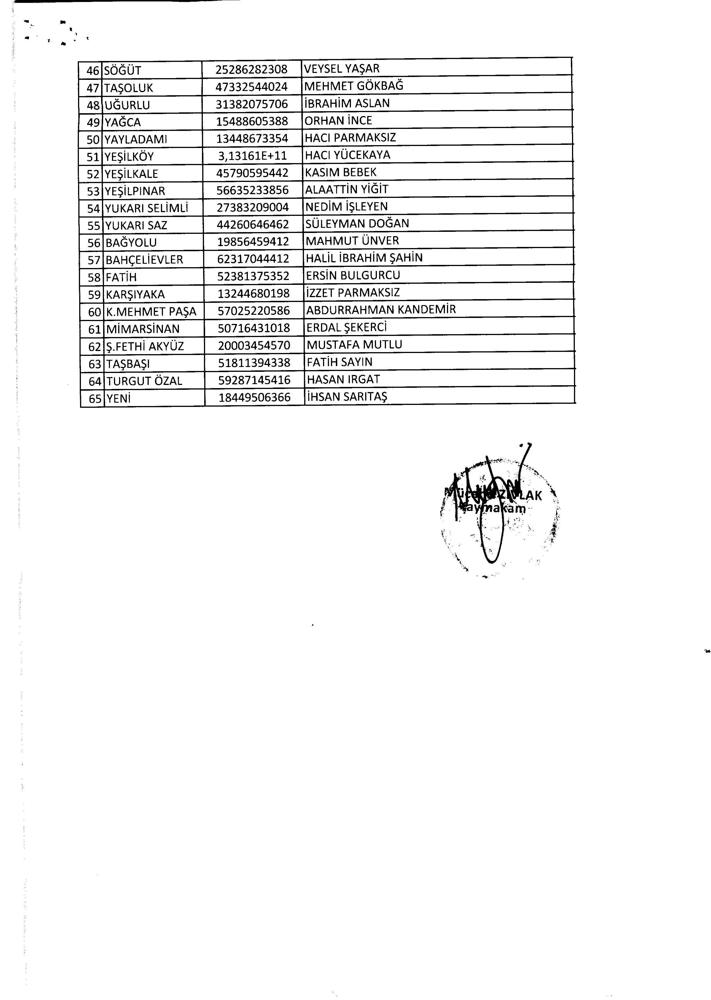 46 SÖĞÜT 25286282308 VEYSEL YAŞAR
47 TAŞOLUK 47332544024 MEHMET GÖKBAĞ
48 UĞURLU 31382075706 İBRAHİM ASLAN
49 YAĞCA 15488605388 ORHAN İNCE
50 YAYLADAMI 13448673354 HACI PARMAKSIZ
51 YEŞİLKÖY 3,13161E+11 HACI YÜCEKAYA
52 YEŞİLKALE 45790595442 KASIM BEBEK
53 YEŞİLPINAR 56635233856 ALAATTİN YİĞİT
54 YUKARI SELİMLİ 27383209004 NEDİM İŞLEYEN
55 YUKARI SAZ 44260646462 SÜLEYMAN DOĞAN
56 BAĞYOLU 19856459412 MAHMUT ÜNVER
57 BAHÇELİEVLER 62317044412 HALİL İBRAHİM ŞAHİN
58 FATİH 52381375352 ERSİN BULGURCU
59 KARŞIYAKA 13244680198 İZZET PARMAKSIZ
60 K.MEHMET PAŞA 57025220586 ABDURRAHMAN KANDEMİR
61 MİMARSİNAN 50716431018 ERDAL ŞEKERCİ
62 Ş.FETHİ AKYÜZ 20003454570 MUSTAFA MUTLU
63 TAŞBAŞI 51811394338 FATİH SAYIN
64 TURGUT ÖZAL 59287145416 HASAN IRGAT
65 YENİ 18449506366 İHSAN SARITAŞ
Kaymakam